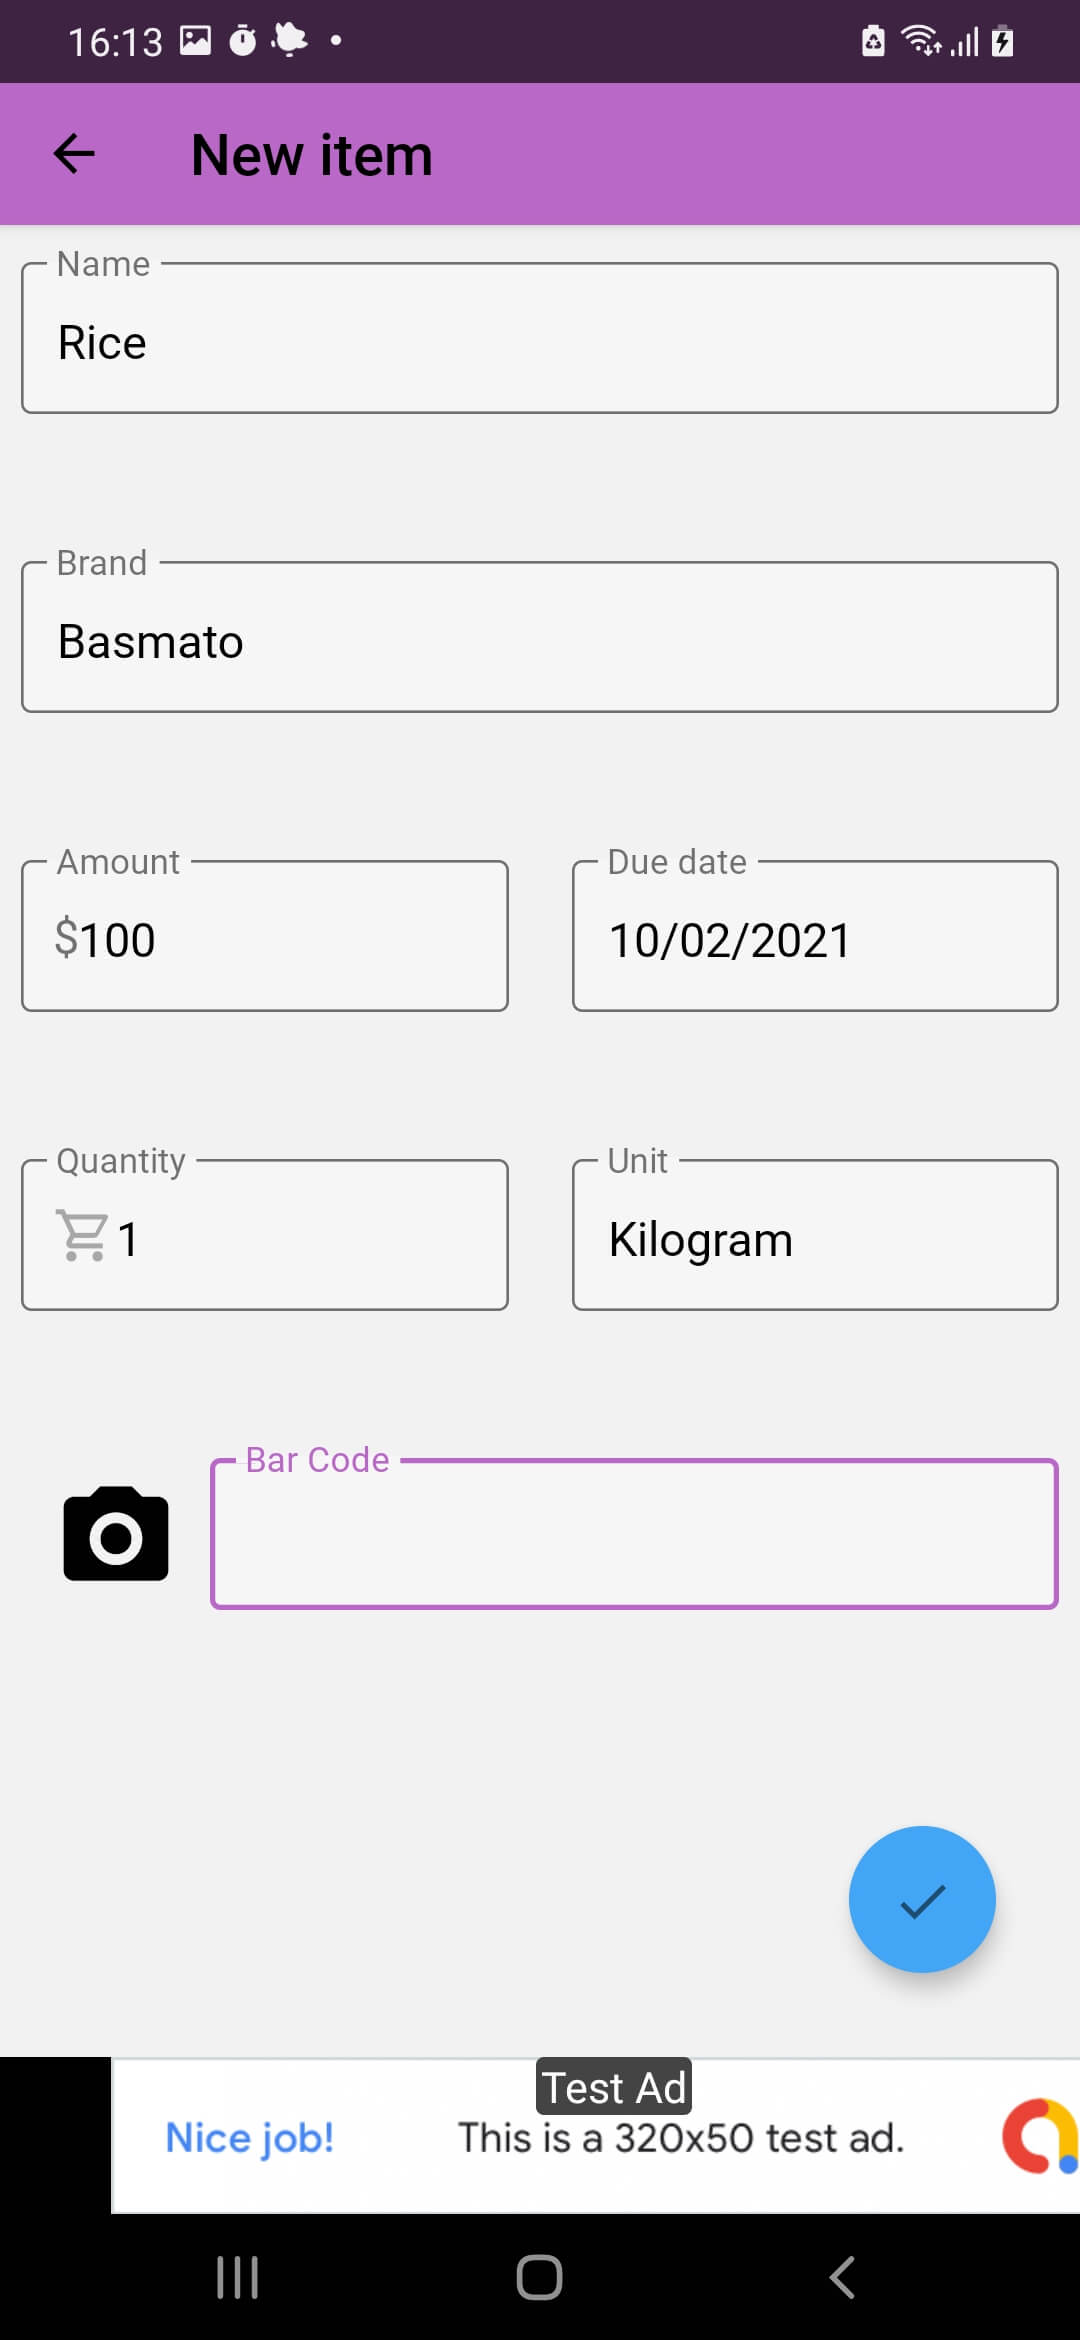 16:13
New item
Name
Rice
Brand
Basmato
Amount
Due date
$100
10/02/2021
Quantity
Unit
1
Kilogram
Bar Code
Test Ad
Nice job!
This is a 320x50 test ad.